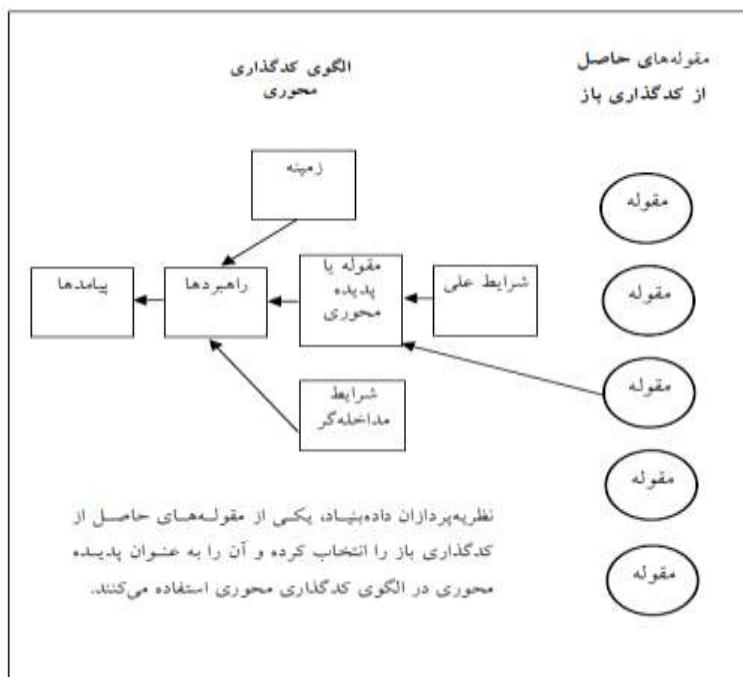 مقوله‌های حاصل
از کدگذاری باز
الگوی کدگذاری
محوری
مقوله
مقوله
مقوله
مقوله
مقوله
زمینه
شرایط علی
مقوله یا
پدیده
محوری
راهبردها
پیامدها
شرایط
مداخله‌گر
نظریه‌پردازان داده‌بنیاد، یکی از مقوله‌های حاصل از
کدگذاری باز را انتخاب کرده و آن را به عنوان پدیده
محوری در الگوی کدگذاری محوری استفاده می‌کنند.